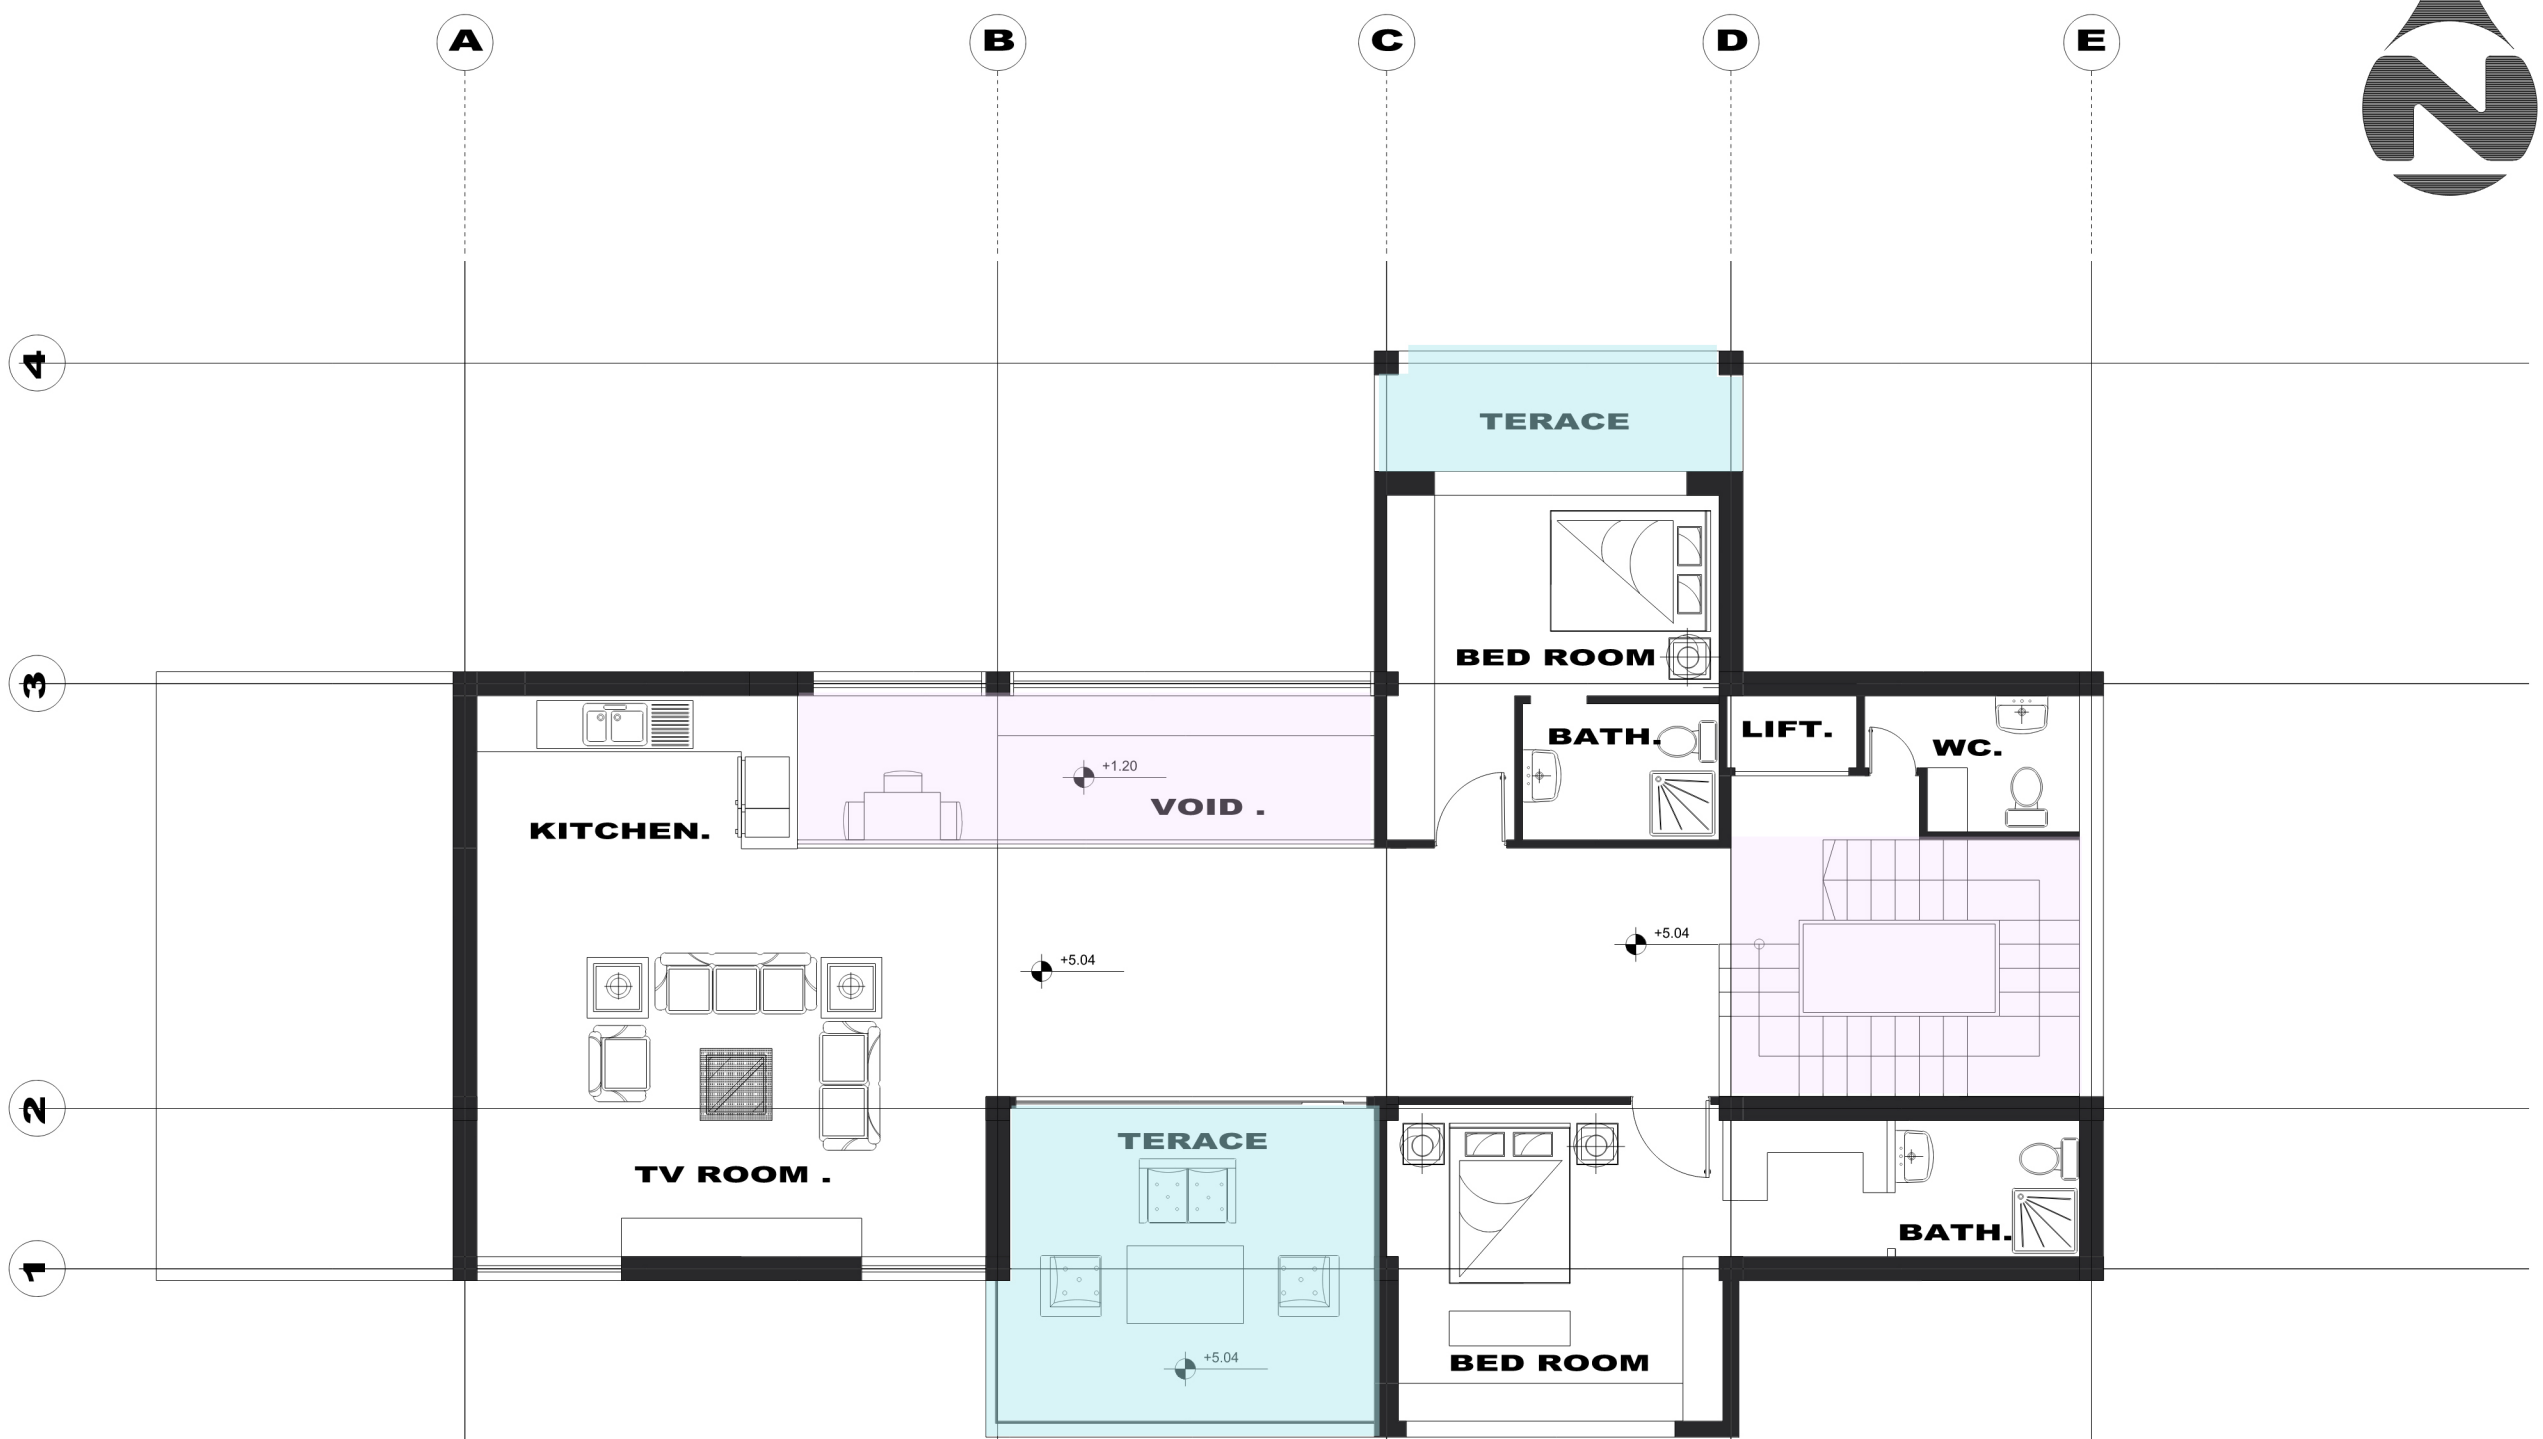 A
B
C
D
E
N
4
TERACE
3
BED ROOM
BATH.
LIFT.
WC.
+1.20
VOID .
KITCHEN.
+5.04
+5.04
2
TERACE
TV ROOM .
BATH.
1
+5.04
BED ROOM